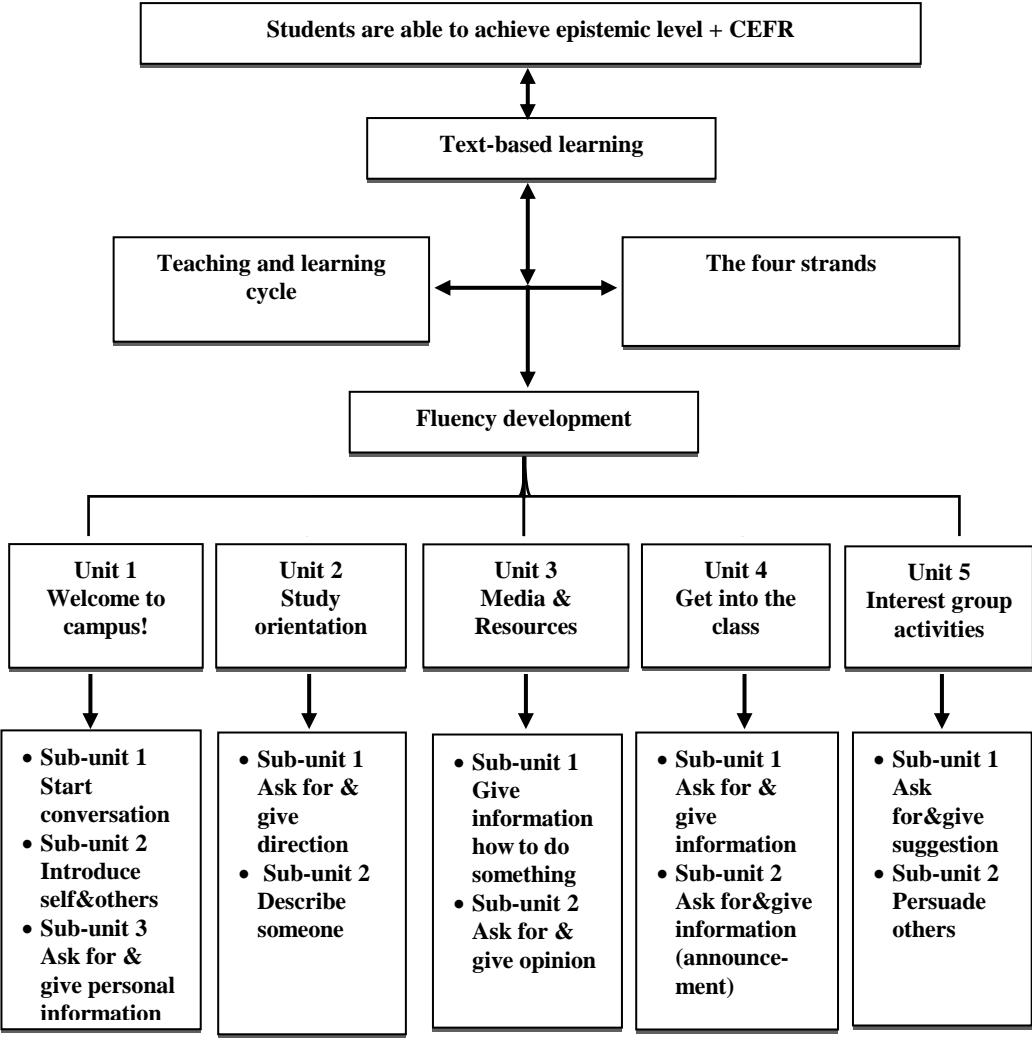 Students are able to achieve epistemic level + CEFR
Text-based learning
Teaching and learning
cycle
The four strands
Fluency development
Unit 1
Welcome to
campus!
Unit 2
Study
orientation
Unit 3
Media &
Resources
Unit 4
Get into the
class
Unit 5
Interest group
activities
• Sub-unit 1
Start
conversation
• Sub-unit 2
Introduce
self&others
• Sub-unit 3
Ask for &
give personal
information
• Sub-unit 1
Ask for &
give
direction
• Sub-unit 2
Describe
someone
• Sub-unit 1
Give
information
how to do
something
• Sub-unit 2
Ask for &
give opinion
• Sub-unit 1
Ask for &
give
information
• Sub-unit 2
Ask for&give
information
(announce-
ment)
• Sub-unit 1
Ask
for&give
suggestion
• Sub-unit 2
Persuade
others